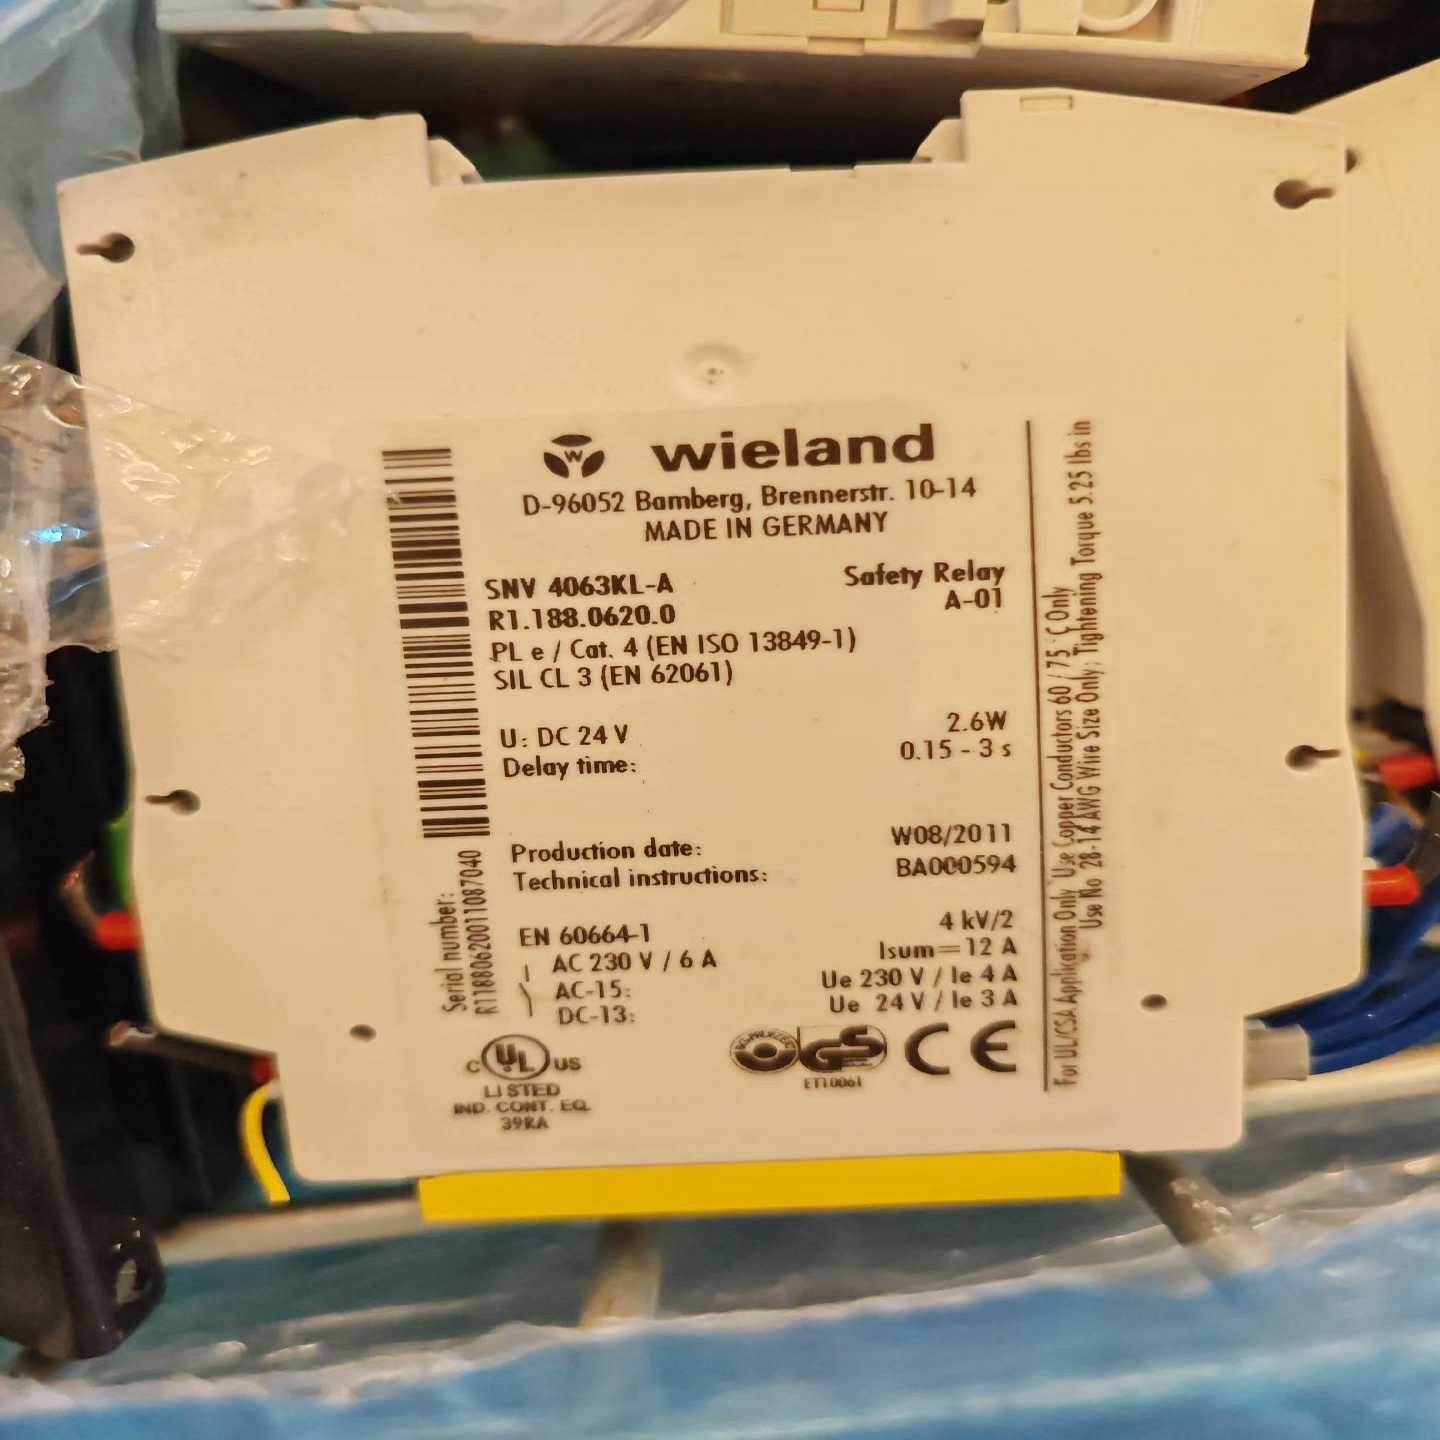 wieland
D-96052 Bamberg, Brennerstr. 10-14
MADE IN GERMANY
SNV 4063KL-A Safety Relay
R1.188.0620.0 A-01
PL e / Cat. 4 (EN ISO 13849-1)
SIL CL 3 (EN 62061)
U: DC 24 V 2.6W
Delay time: 0.15 - 3 s
Production date: W08/2011
Technical instructions: BA000594
EN 60664-1 4 kV/2
AC 230 V / 6 A Isum=12 A
AC-15: Ue 230 V / Ie 4 A
DC-13: Ue 24 V / Ie 3 A
C UL US
LISTED
IND. CONT. EQ.
39RA
GS CE
ET10061
Serial number:
R11880620011087040
For UL/CSA Application Only Use Copper Conductors 60 / 75°C Only
Use No 28-14 AWG Wire Size Only; Tightening Torque 5.25 lbs in